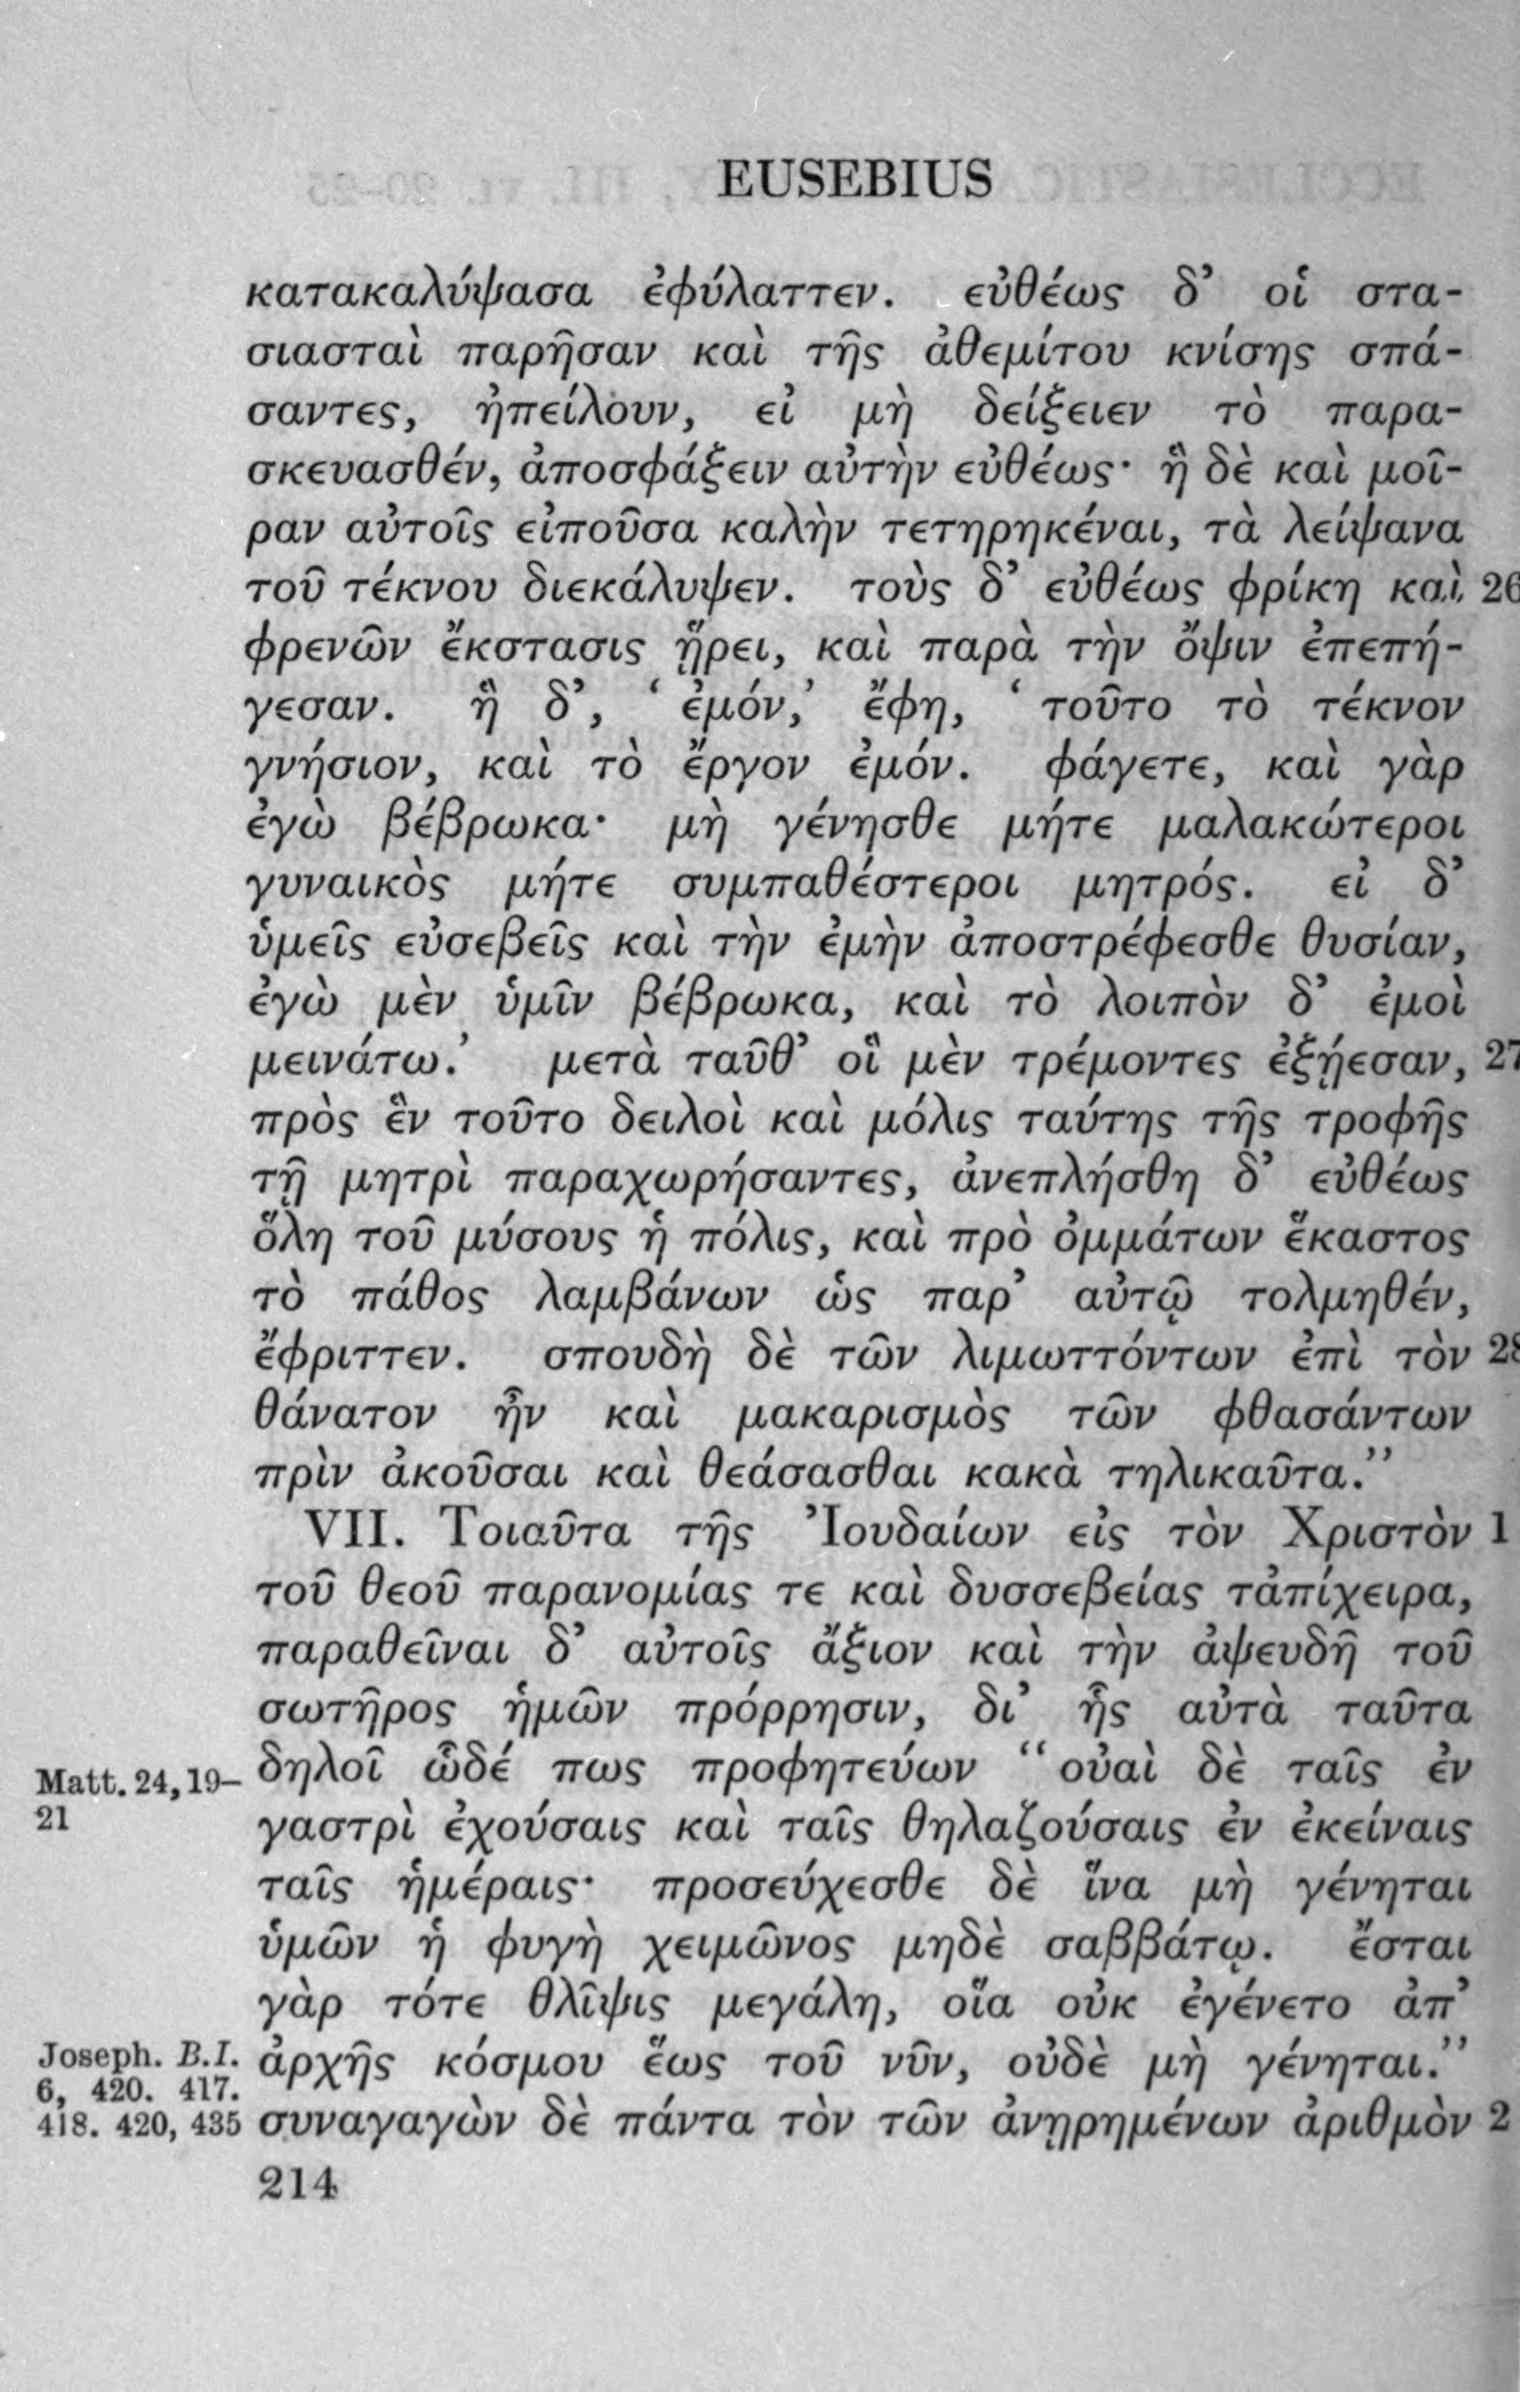 EUSEBIUS
κατακαλύψασα ἐφύλαττεν. εὐθέως δ’ οἱ στα-
σιασταὶ παρῆσαν καὶ τῆς ἀθεμίτου κνίσης σπά-
σαντες, ἠπείλουν, εἰ μὴ δείξειεν τὸ παρα-
σκευασθέν, ἀποσφάξειν αὐτὴν εὐθέως· ἣ δὲ καὶ μοῖ-
ραν αὐτοῖς εἰποῦσα καλὴν τετηρηκέναι, τὰ λείψανα
τοῦ τέκνου διεκάλυψεν. τοὺς δ’ εὐθέως φρίκη καὶ 26
φρενῶν ἔκστασις ᾕρει, καὶ παρὰ τὴν ὄψιν ἐπεπή-
γεσαν. ἣ δ’, ‘ ἐμόν,’ ἔφη, ‘ τοῦτο τὸ τέκνον
γνήσιον, καὶ τὸ ἔργον ἐμόν. φάγετε, καὶ γὰρ
ἐγὼ βέβρωκα· μὴ γένησθε μήτε μαλακώτεροι
γυναικὸς μήτε συμπαθέστεροι μητρός. εἰ δ’
ὑμεῖς εὐσεβεῖς καὶ τὴν ἐμὴν ἀποστρέφεσθε θυσίαν,
ἐγὼ μὲν ὑμῖν βέβρωκα, καὶ τὸ λοιπὸν δ’ ἐμοὶ
μεινάτω.’ μετὰ ταῦθ’ οἳ μὲν τρέμοντες ἐξῄεσαν, 27
πρὸς ἓν τοῦτο δειλοὶ καὶ μόλις ταύτης τῆς τροφῆς
τῇ μητρὶ παραχωρήσαντες, ἀνεπλήσθη δ’ εὐθέως
ὅλη τοῦ μύσους ἡ πόλις, καὶ πρὸ ὀμμάτων ἕκαστος
τὸ πάθος λαμβάνων ὡς παρ’ αὐτῷ τολμηθέν,
ἔφριττεν. σπουδὴ δὲ τῶν λιμωττόντων ἐπὶ τὸν 28
θάνατον ἦν καὶ μακαρισμὸς τῶν φθασάντων
πρὶν ἀκοῦσαι καὶ θεάσασθαι κακὰ τηλικαῦτα.”
VII. Τοιαῦτα τῆς Ἰουδαίων εἰς τὸν Χριστὸν 1
τοῦ θεοῦ παρανομίας τε καὶ δυσσεβείας τἀπίχειρα,
παραθεῖναι δ’ αὐτοῖς ἄξιον καὶ τὴν ἀψευδῆ τοῦ
σωτῆρος ἡμῶν πρόρρησιν, δι’ ἧς αὐτὰ ταῦτα
Matt. 24, 19- δηλοῖ ὧδέ πως προφητεύων “ οὐαὶ δὲ ταῖς ἐν
21 γαστρὶ ἐχούσαις καὶ ταῖς θηλαζούσαις ἐν ἐκείναις
ταῖς ἡμέραις· προσεύχεσθε δὲ ἵνα μὴ γένηται
ὑμῶν ἡ φυγὴ χειμῶνος μηδὲ σαββάτῳ. ἔσται
γὰρ τότε θλῖψις μεγάλη, οἵα οὐκ ἐγένετο ἀπ’
Joseph. B.I. ἀρχῆς κόσμου ἕως τοῦ νῦν, οὐδὲ μὴ γένηται.”
6, 420. 417.
418. 420, 435 συναγαγὼν δὲ πάντα τὸν τῶν ἀνῃρημένων ἀριθμὸν 2
214